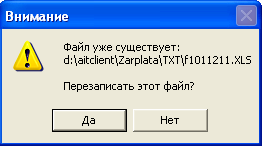 Внимание
Файл уже существует:
d:\aitclient\Zarplata\TXT\f1011211.XLS
Перезаписать этот файл?
Да
Нет